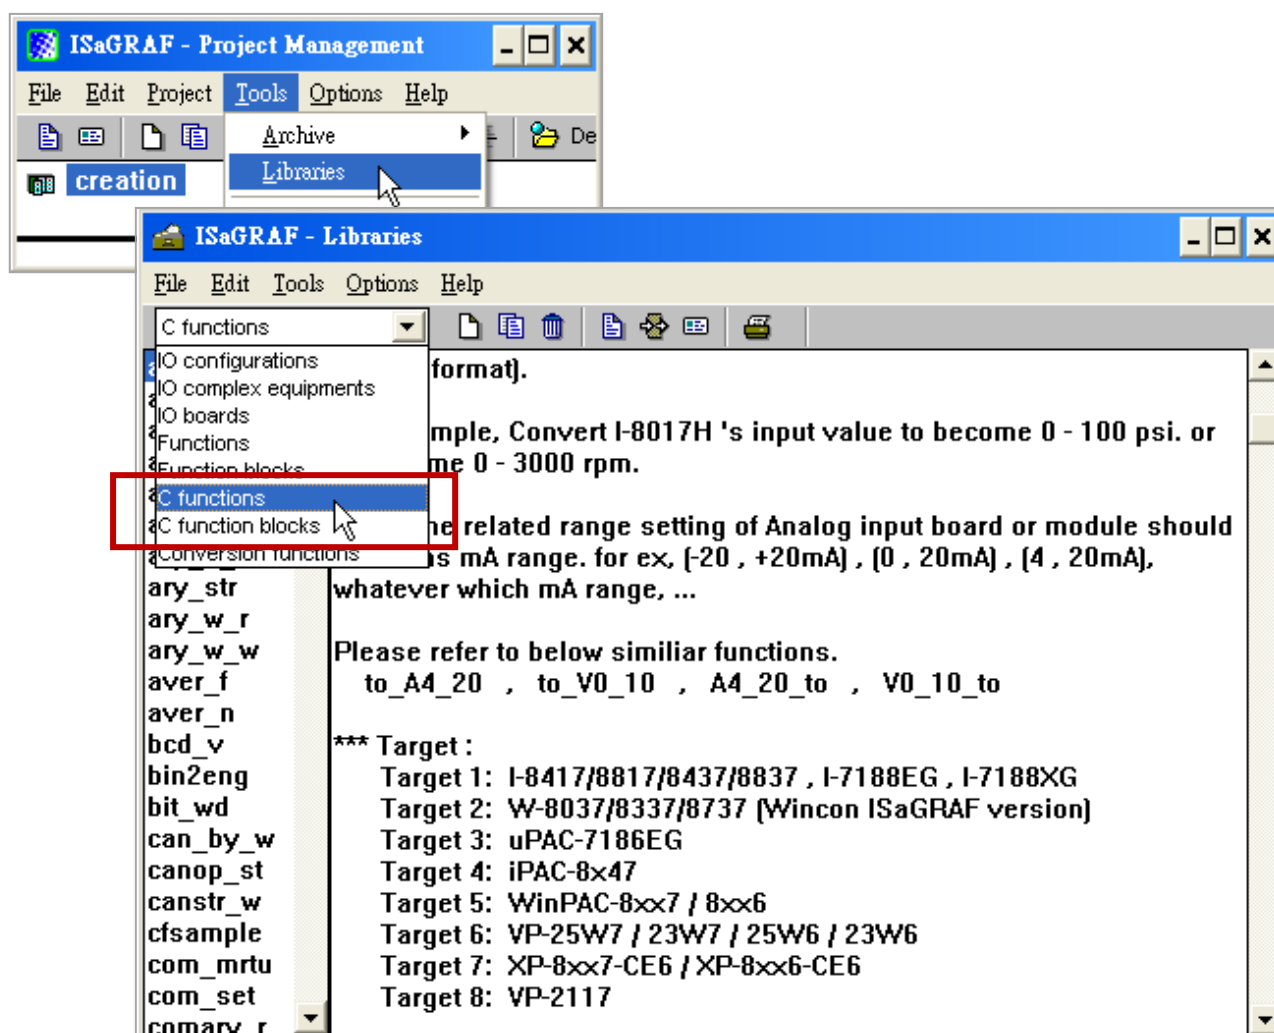 ISaGRAF - Project Management
File Edit Project Tools Options Help
Archive
De
Libraries
creation
ISaGRAF - Libraries
File Edit Tools Options Help
C functions
IO configurations
IO complex equipments
IO boards
Functions
Function blocks
C functions
C function blocks
Conversion functions
ary_str
ary_w_r
ary_w_w
aver_f
aver_n
bcd_v
bin2eng
bit_wd
can_by_w
canop_st
canstr_w
cfsample
com_mrtu
com_set
comary_r
format).
mple, Convert I-8017H 's input value to become 0 - 100 psi. or
me 0 - 3000 rpm.
he related range setting of Analog input board or module should
s mA range. for ex, (-20 , +20mA) , (0 , 20mA) , (4 , 20mA),
whatever which mA range, ...
Please refer to below similiar functions.
to_A4_20 , to_V0_10 , A4_20_to , V0_10_to
*** Target :
Target 1: I-8417/8817/8437/8837 , I-7188EG , I-7188XG
Target 2: W-8037/8337/8737 (Wincon ISaGRAF version)
Target 3: uPAC-7186EG
Target 4: iPAC-8x47
Target 5: WinPAC-8xx7 / 8xx6
Target 6: VP-25W7 / 23W7 / 25W6 / 23W6
Target 7: XP-8xx7-CE6 / XP-8xx6-CE6
Target 8: VP-2117